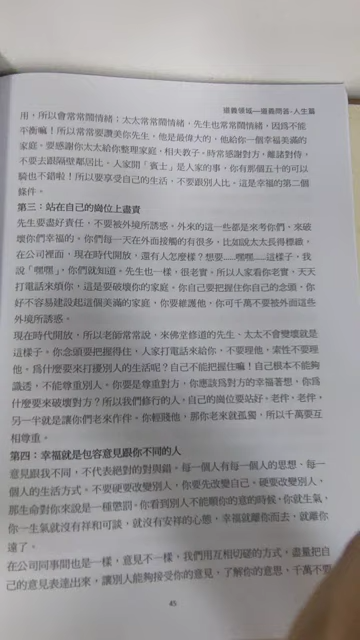 道義領域—道義問答-人生篇
用，所以會常常鬧情緒；太太常常鬧情緒，先生也常常鬧情緒，因為不能
平衡嘛！所以常常要讚美你先生，他是最偉大的，他給你一個幸福美滿的
家庭。要感謝你太太給你整理家庭，相夫教子，時常感謝對方，離諸對待，
不要去跟隔壁鄰居比。人家開「賓士」是人家的事，你有那個五十的可以
騎也不錯啦！所以要享受自己的生活，不要跟別人比。這是幸福的第二個
條件。
第三：站在自己的崗位上盡責
先生要盡好責任，不要被外境所誘惑，外來的這一些都是來考你們，來破
壞你們幸福的。你們每一天在外面接觸的有很多，比如說太太長得標緻，
在公司裡面，現在時代開放，還有人怎麼樣？想要……嘿嘿……這樣子，我
說「嘿嘿」，你們就知道。先生也一樣，很老實，所以人家看你老實，天天
打電話來煩你，這是要破壞你的家庭。你自己要把握住你自己的念頭，你
好不容易建設起這個美滿的家庭，你要維護他，你可千萬不要被外面這些
外境所誘惑。
現在時代開放，所以老師常常說，來佛堂修道的先生、太太不會變壞就是
這樣子。你念頭要把握得住，人家打電話來給你，不要理他，索性不要理
他。為什麼要來打擾別人的生活呢？自己不能把握住嘛！自己根本不能夠
識透，不能尊重別人。你要是尊重對方，你應該為對方的幸福著想，你為
什麼要來破壞對方？所以我們修行的人，自己的崗位要站好。老伴，老伴，
另一半就是讓你們老來作伴。你輕賤他，那你老來就孤獨，所以千萬要互
相尊重。
第四：幸福就是包容意見跟你不同的人
意見跟我不同，不代表絕對的對與錯。每一個人有每一個人的思想、每一
個人的生活方式。不要硬要改變別人，你要先改變自己。硬要改變別人，
那生命對你來說是一種懲罰。你看到別人不能順你的意的時候，你就生氣，
你一生氣就沒有祥和可談，就沒有安祥的心態，幸福就離你而去，就離你
遠了。
在公司同事間也是一樣，意見不一樣，我們用互相切磋的方式，盡量把自
己的意見表達出來，讓別人能夠接受你的意見，了解你的意思，千萬不要
45